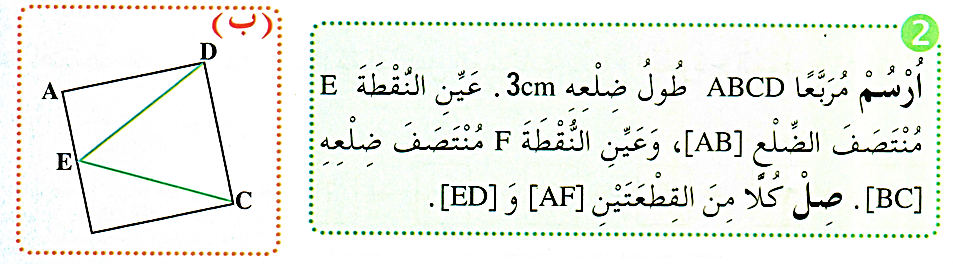 2
اُرْسُمْ مُرَبَّعًا ABCD طُولُ ضِلْعِهِ 3cm. عَيِّنِ النُّقْطَةَ E
مُنْتَصَفَ الضِّلْعِ [AB]، وَعَيِّنِ النُّقْطَةَ F مُنْتَصَفَ ضِلْعِهِ
[BC]. صِلْ كُلًّا مِنَ القِطْعَتَيْنِ [AF] وَ [ED].
(ب)
D
A
E
C